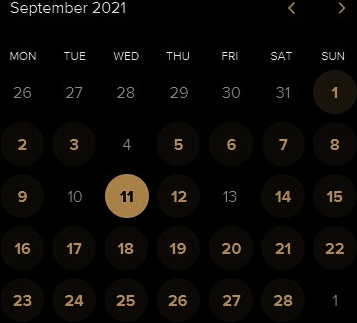 September 2021
MON TUE WED THU FRI SAT SUN
26 27 28 29 30 31 1
2 3 4 5 6 7 8
9 10 11 12 13 14 15
16 17 18 19 20 21 22
23 24 25 26 27 28 1